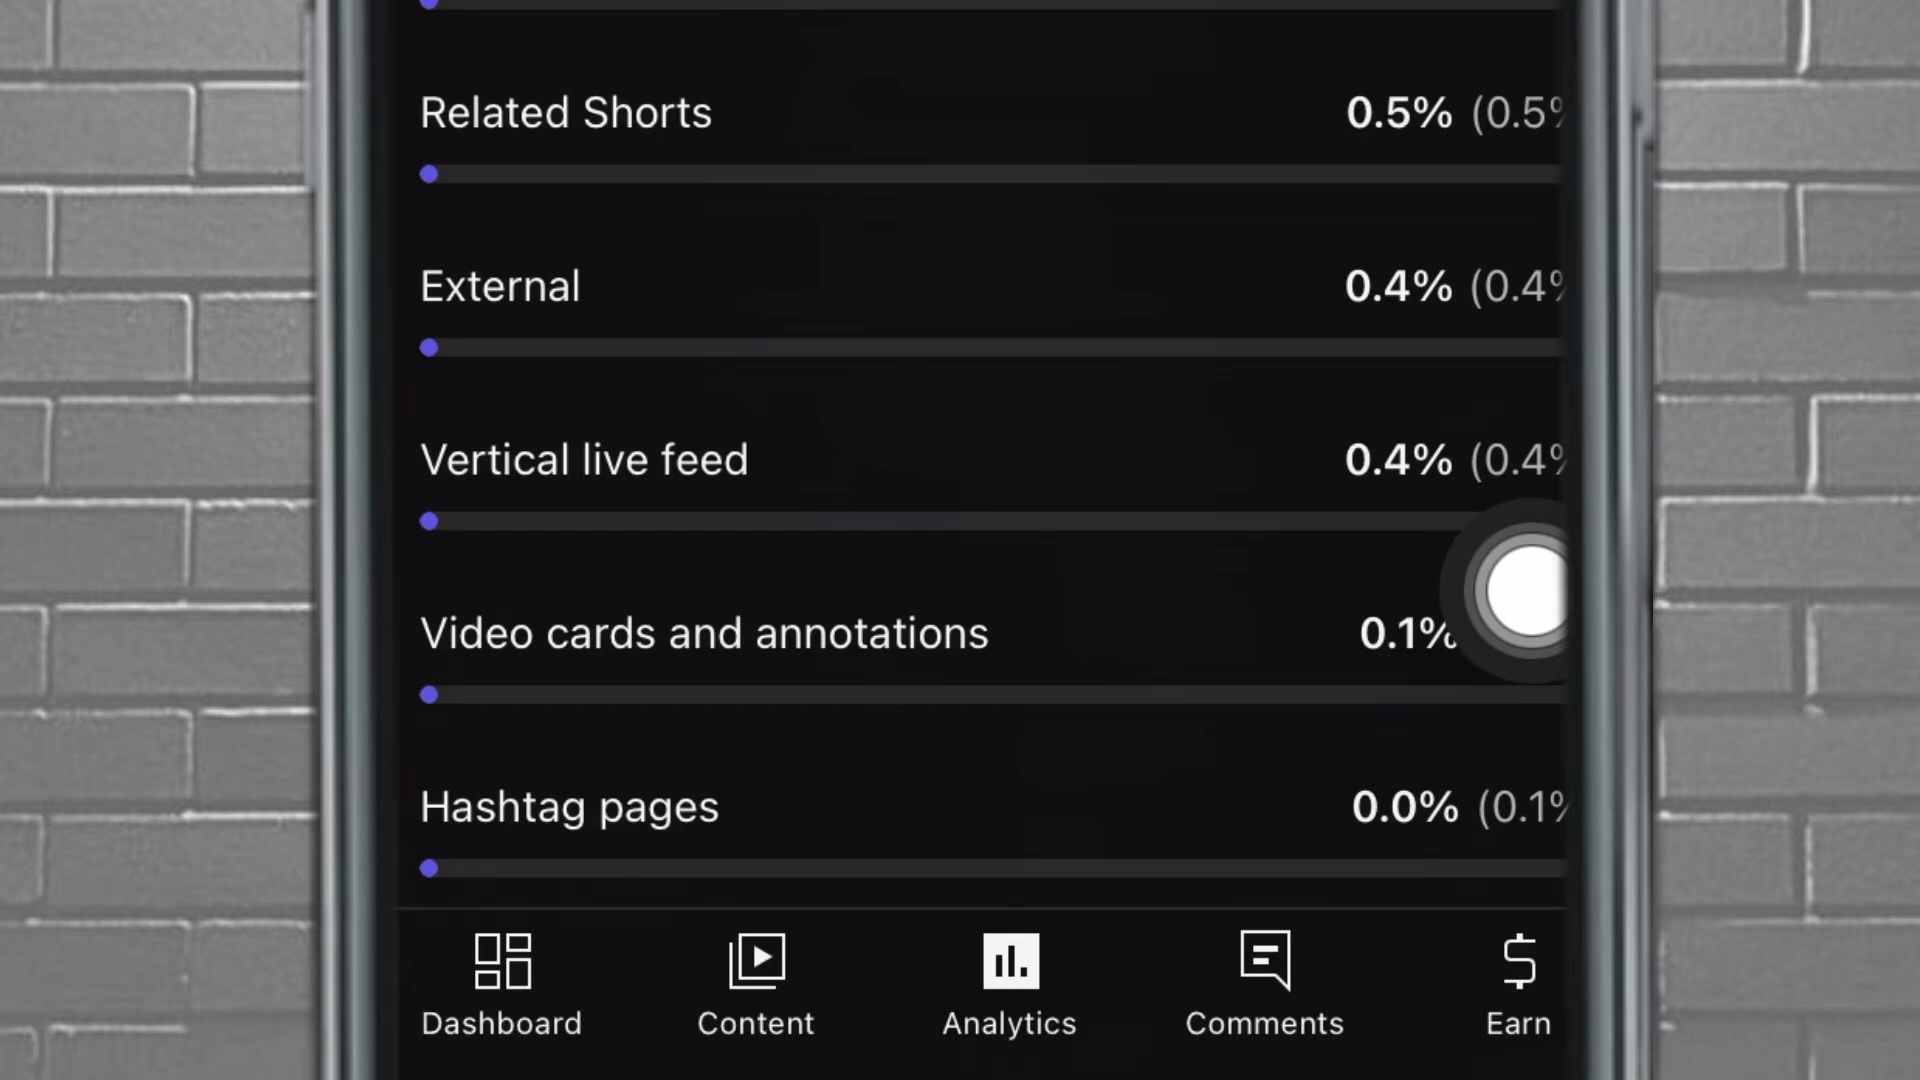 Related Shorts 0.5% (0.5%
External 0.4% (0.4%
Vertical live feed 0.4% (0.4%
Video cards and annotations 0.1%
Hashtag pages 0.0% (0.1%
Dashboard Content Analytics Comments Earn